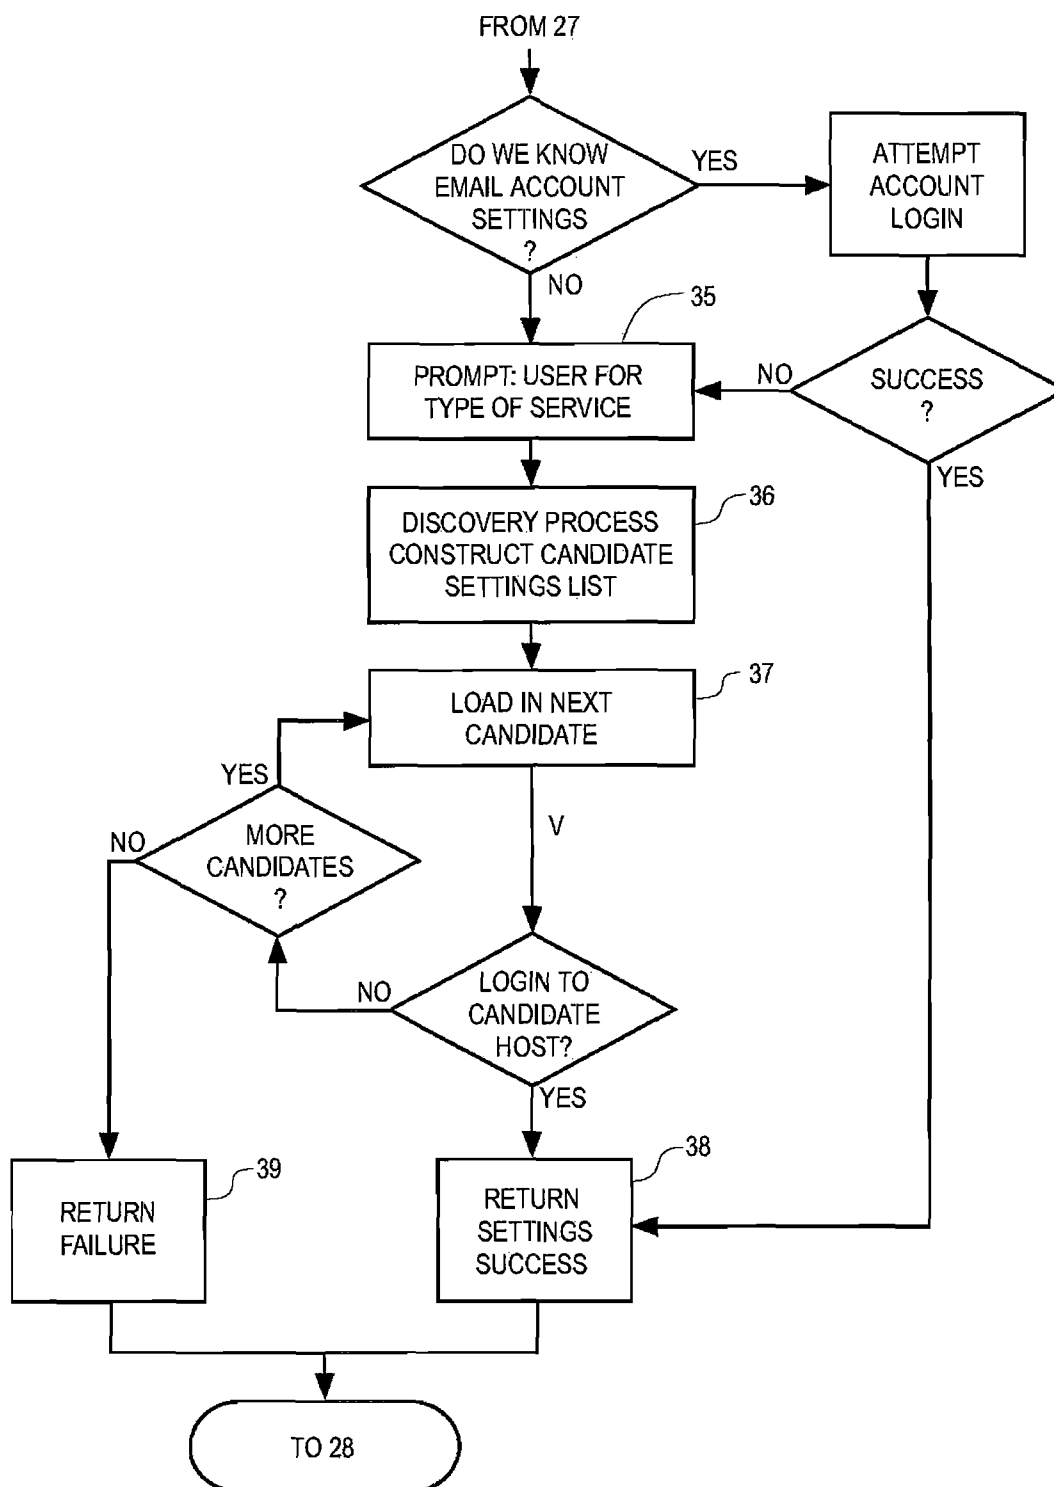 FROM 27
DO WE KNOW
EMAIL ACCOUNT
SETTINGS
?
YES
ATTEMPT
ACCOUNT
LOGIN
NO
35
PROMPT: USER FOR
TYPE OF SERVICE
NO
SUCCESS
?
YES
36
DISCOVERY PROCESS
CONSTRUCT CANDIDATE
SETTINGS LIST
37
LOAD IN NEXT
CANDIDATE
YES
NO
MORE
CANDIDATES
?
V
NO
LOGIN TO
CANDIDATE
HOST?
YES
39
RETURN
FAILURE
38
RETURN
SETTINGS
SUCCESS
TO 28